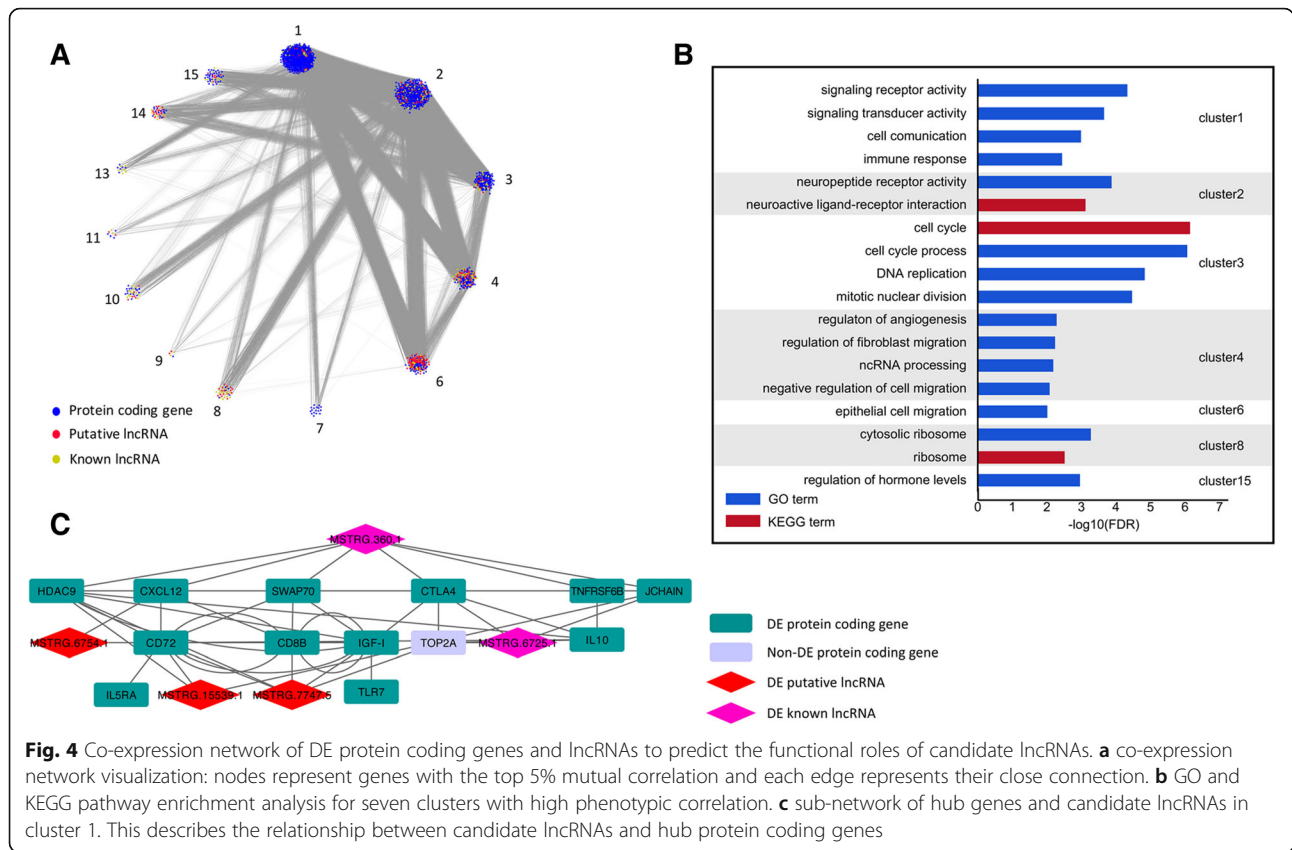 A
1
2
3
4
6
7
8
9
10
11
13
14
15
Protein coding gene
Putative lncRNA
Known lncRNA
B
signaling receptor activity
signaling transducer activity
cell comunication
immune response
cluster1
neuropeptide receptor activity
neuroactive ligand-receptor interaction
cluster2
cell cycle
cell cycle process
DNA replication
mitotic nuclear division
cluster3
regulaton of angiogenesis
regulation of fibroblast migration
ncRNA processing
negative regulation of cell migration
cluster4
epithelial cell migration
cluster6
cytosolic ribosome
ribosome
cluster8
regulation of hormone levels
cluster15
GO term
KEGG term
0 1 2 3 4 5 6 7
-log10(FDR)
C
MSTRG.360.1
HDAC9 CXCL12 SWAP70 CTLA4 TNFRSF6B JCHAIN
MSTRG.6754.1 CD72 CD8B IGF-I TOP2A MSTRG.6725.1 IL10
IL5RA MSTRG.15539.1 MSTRG.7747.5 TLR7
DE protein coding gene
Non-DE protein coding gene
DE putative lncRNA
DE known lncRNA
Fig. 4 Co-expression network of DE protein coding genes and lncRNAs to predict the functional roles of candidate lncRNAs. a co-expression
network visualization: nodes represent genes with the top 5% mutual correlation and each edge represents their close connection. b GO and
KEGG pathway enrichment analysis for seven clusters with high phenotypic correlation. c sub-network of hub genes and candidate lncRNAs in
cluster 1. This describes the relationship between candidate lncRNAs and hub protein coding genes